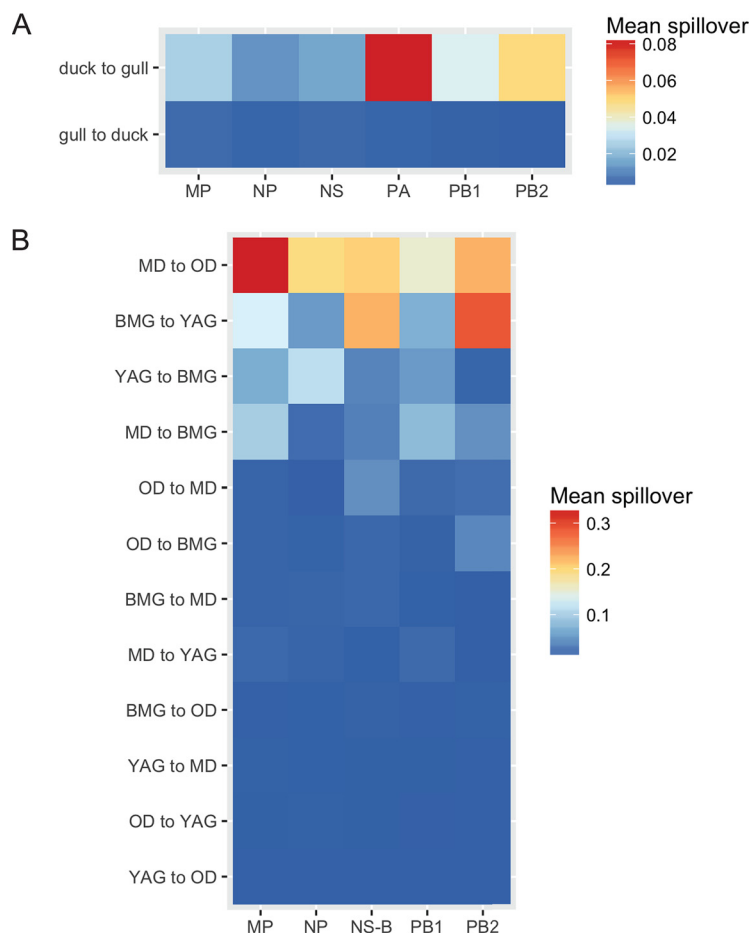 A
Mean spillover
duck to gull
gull to duck
0.08
0.06
0.04
0.02
MP NP NS PA PB1 PB2
B
MD to OD
BMG to YAG
YAG to BMG
MD to BMG
OD to MD
OD to BMG
BMG to MD
MD to YAG
BMG to OD
YAG to MD
OD to YAG
YAG to OD
Mean spillover
0.3
0.2
0.1
MP NP NS-B PB1 PB2